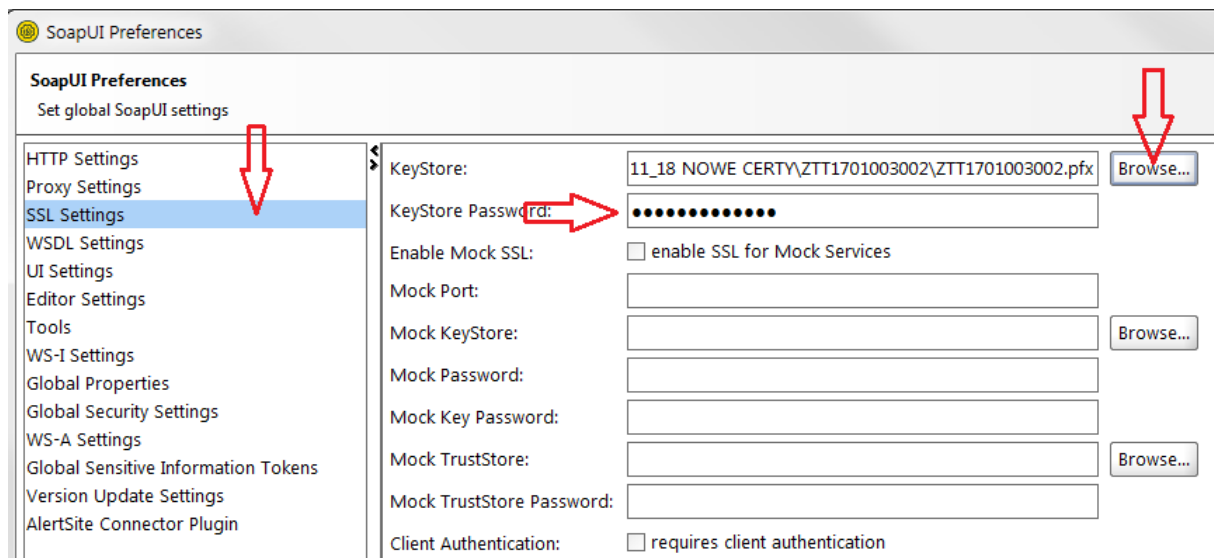 SoapUI Preferences
SoapUI Preferences
Set global SoapUI settings
HTTP Settings
Proxy Settings
SSL Settings
WSDL Settings
UI Settings
Editor Settings
Tools
WS-I Settings
Global Properties
Global Security Settings
WS-A Settings
Global Sensitive Information Tokens
Version Update Settings
AlertSite Connector Plugin
KeyStore: 11_18 NOWE CERTY\ZTT1701003002\ZTT1701003002.pfx Browse...
KeyStore Password: •••••••••••••
Enable Mock SSL: enable SSL for Mock Services
Mock Port:
Mock KeyStore: Browse...
Mock Password:
Mock Key Password:
Mock TrustStore: Browse...
Mock TrustStore Password:
Client Authentication: requires client authentication